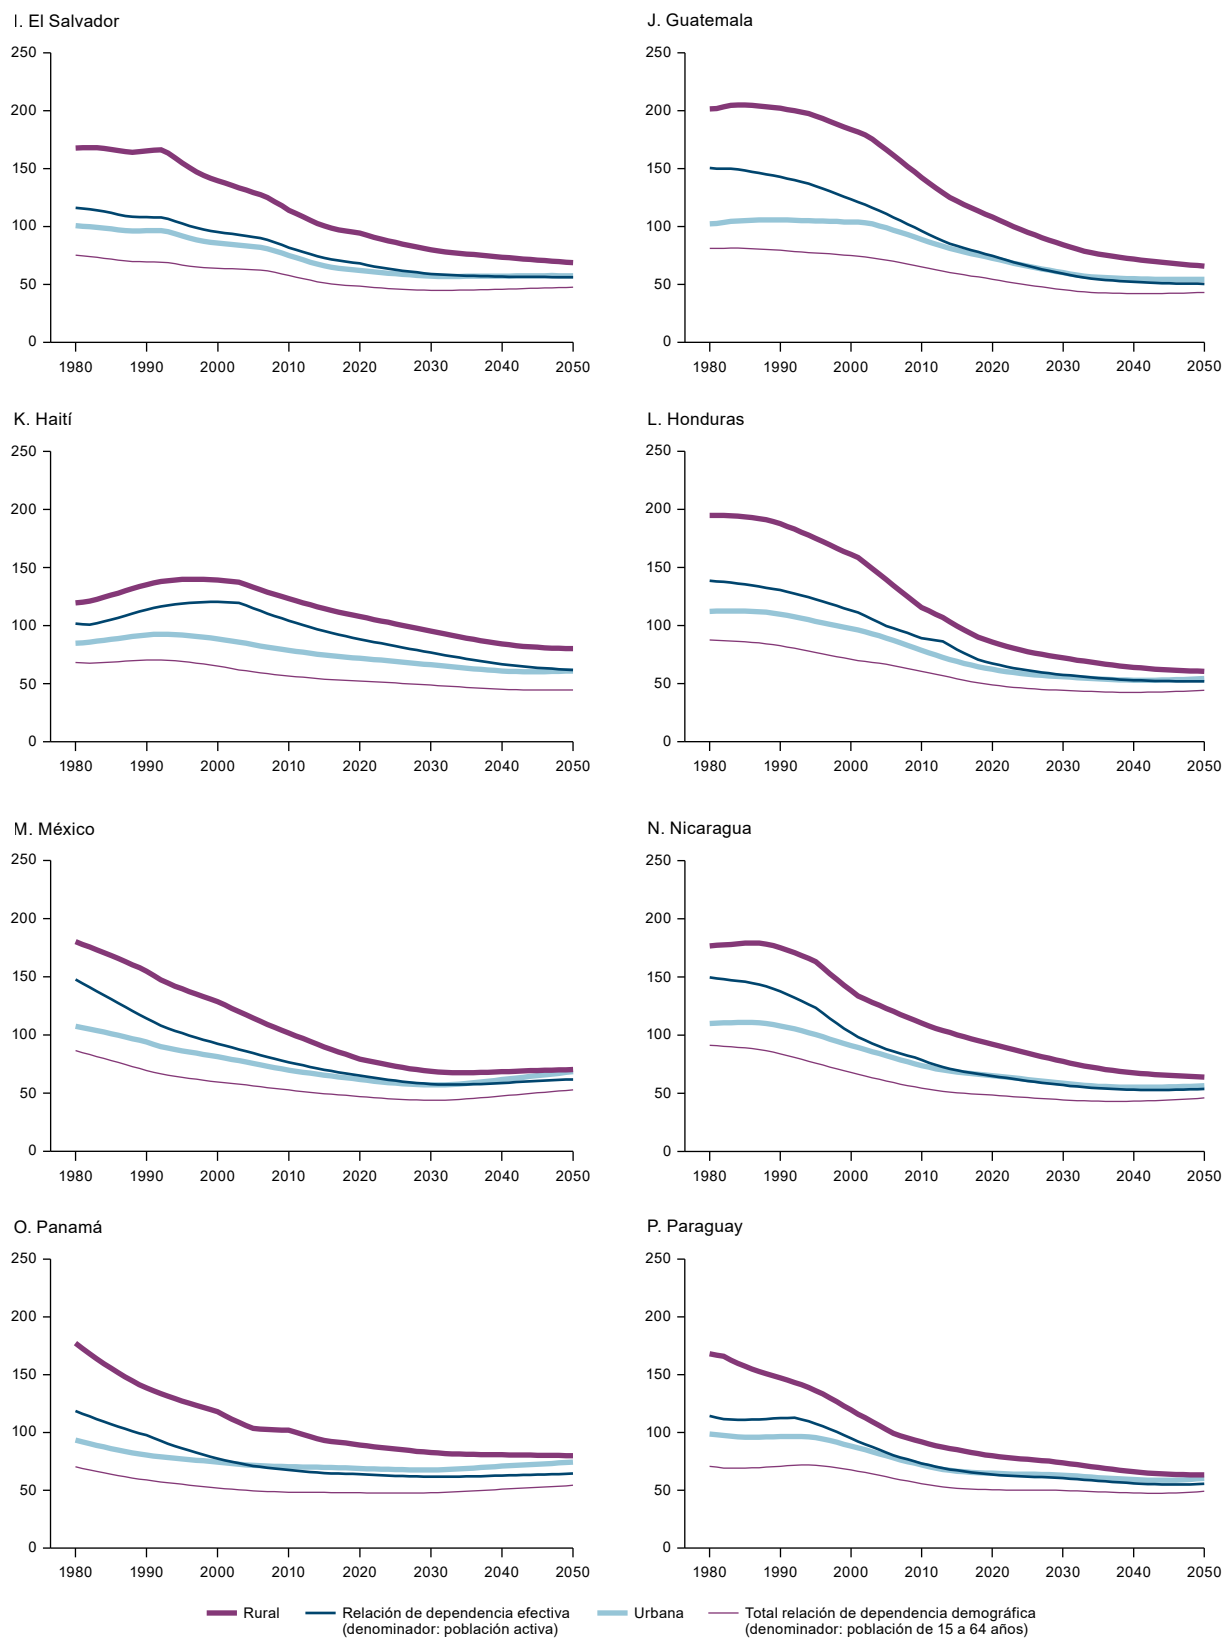 I. El Salvador
J. Guatemala
250
200
150
100
50
0
1980 1990 2000 2010 2020 2030 2040 2050
250
200
150
100
50
0
1980 1990 2000 2010 2020 2030 2040 2050
K. Haití
L. Honduras
250
200
150
100
50
0
1980 1990 2000 2010 2020 2030 2040 2050
250
200
150
100
50
0
1980 1990 2000 2010 2020 2030 2040 2050
M. México
N. Nicaragua
250
200
150
100
50
0
1980 1990 2000 2010 2020 2030 2040 2050
250
200
150
100
50
0
1980 1990 2000 2010 2020 2030 2040 2050
O. Panamá
P. Paraguay
250
200
150
100
50
0
1980 1990 2000 2010 2020 2030 2040 2050
250
200
150
100
50
0
1980 1990 2000 2010 2020 2030 2040 2050
Rural
Relación de dependencia efectiva
(denominador: población activa)
Urbana
Total relación de dependencia demográfica
(denominador: población de 15 a 64 años)